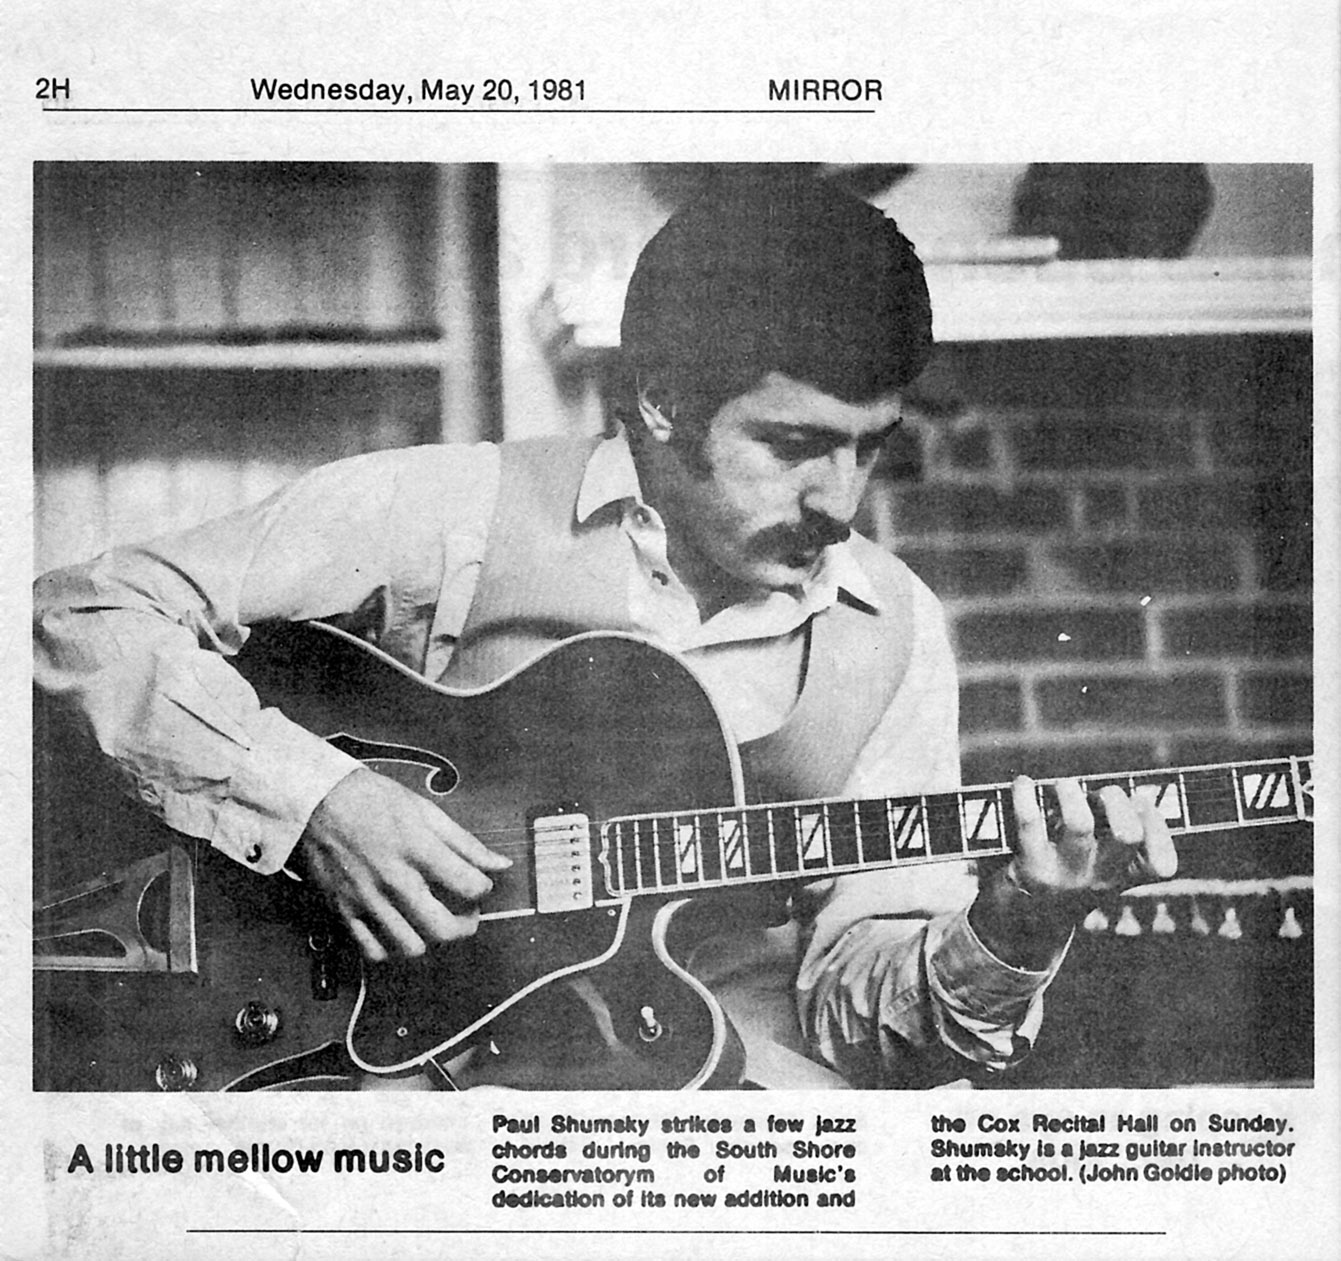 2H Wednesday, May 20, 1981 MIRROR
A little mellow music
Paul Shumsky strikes a few jazz
chords during the South Shore
Conservatorym of Music's
dedication of its new addition and
the Cox Recital Hall on Sunday.
Shumsky is a jazz guitar instructor
at the school. (John Goldie photo)